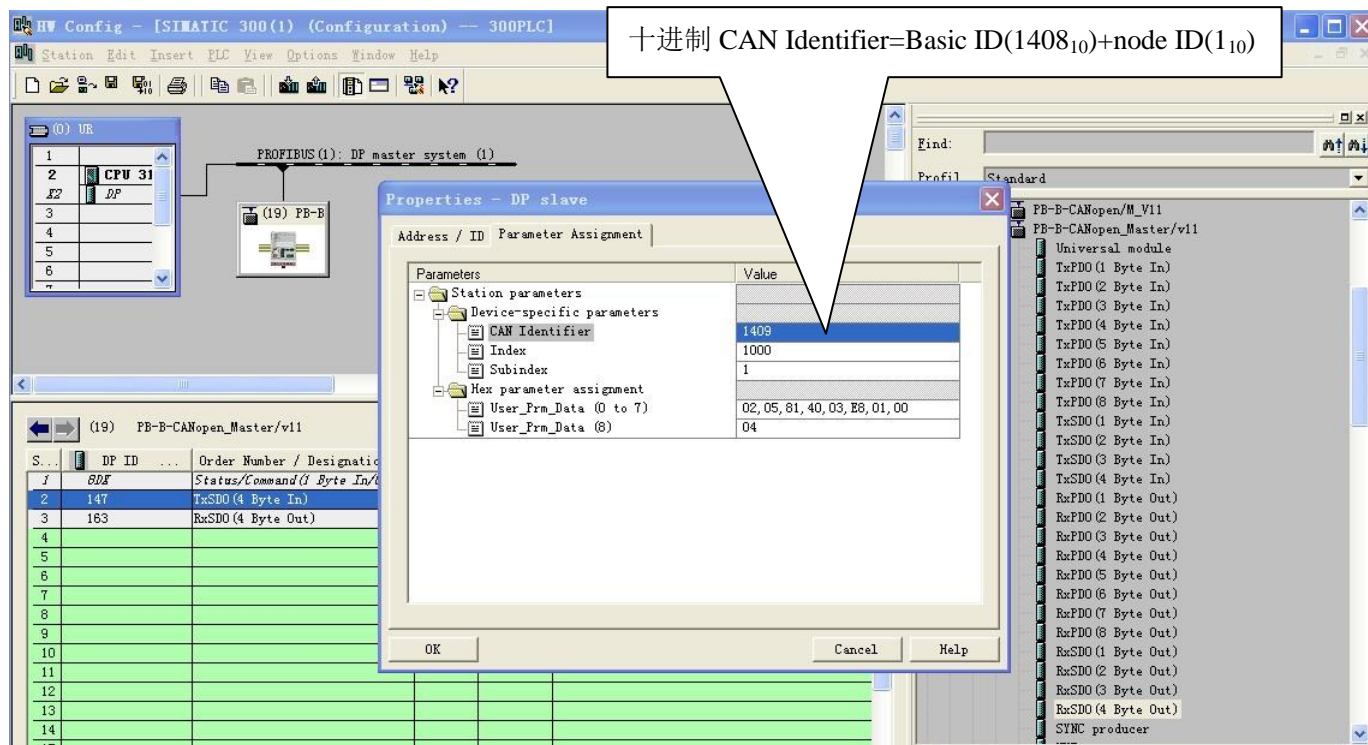 HW Config - [SIMATIC 300(1) (Configuration) -- 300PLC]
十进制 CAN Identifier=Basic ID(1408₁₀)+node ID(1₁₀)
Station Edit Insert PLC View Options Window Help
(0) UR
1
2 CPU 31
X2 DP
3
4
5
6
7
PROFIBUS(1): DP master system (1)
(19) PB-B
Find:
Profil Standard
PB-B-CANopen/M_V11
PB-B-CANopen_Master/v11
Universal module
TxPDO(1 Byte In)
TxPDO(2 Byte In)
TxPDO(3 Byte In)
TxPDO(4 Byte In)
TxPDO(5 Byte In)
TxPDO(6 Byte In)
TxPDO(7 Byte In)
TxPDO(8 Byte In)
TxSDO(1 Byte In)
TxSDO(2 Byte In)
TxSDO(3 Byte In)
TxSDO(4 Byte In)
RxPDO(1 Byte Out)
RxPDO(2 Byte Out)
RxPDO(3 Byte Out)
RxPDO(4 Byte Out)
RxPDO(5 Byte Out)
RxPDO(6 Byte Out)
RxPDO(7 Byte Out)
RxPDO(8 Byte Out)
RxSDO(1 Byte Out)
RxSDO(2 Byte Out)
RxSDO(3 Byte Out)
RxSDO(4 Byte Out)
SYNC producer
Properties - DP slave
Address / ID Parameter Assignment
Parameters Value
Station parameters
Device-specific parameters
CAN Identifier 1409
Index 1000
Subindex 1
Hex parameter assignment
User_Prm_Data (0 to 7) 02,05,81,40,03,E8,01,00
User_Prm_Data (8) 04
OK Cancel Help
(19) PB-B-CANopen_Master/v11
S... DP ID ... Order Number / Designatio
1 8DX Status/Command(1 Byte In/
2 147 TxSDO(4 Byte In)
3 163 RxSDO(4 Byte Out)
4
5
6
7
8
9
10
11
12
13
14